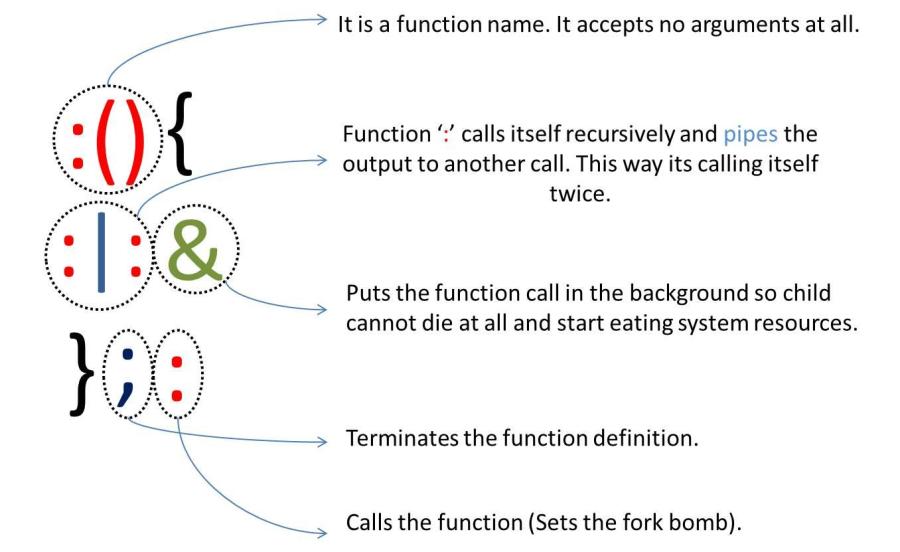 It is a function name. It accepts no arguments at all.
:(){
Function ‘:’ calls itself recursively and pipes the
output to another call. This way its calling itself
twice.
:|:&
Puts the function call in the background so child
cannot die at all and start eating system resources.
};:
Terminates the function definition.
Calls the function (Sets the fork bomb).